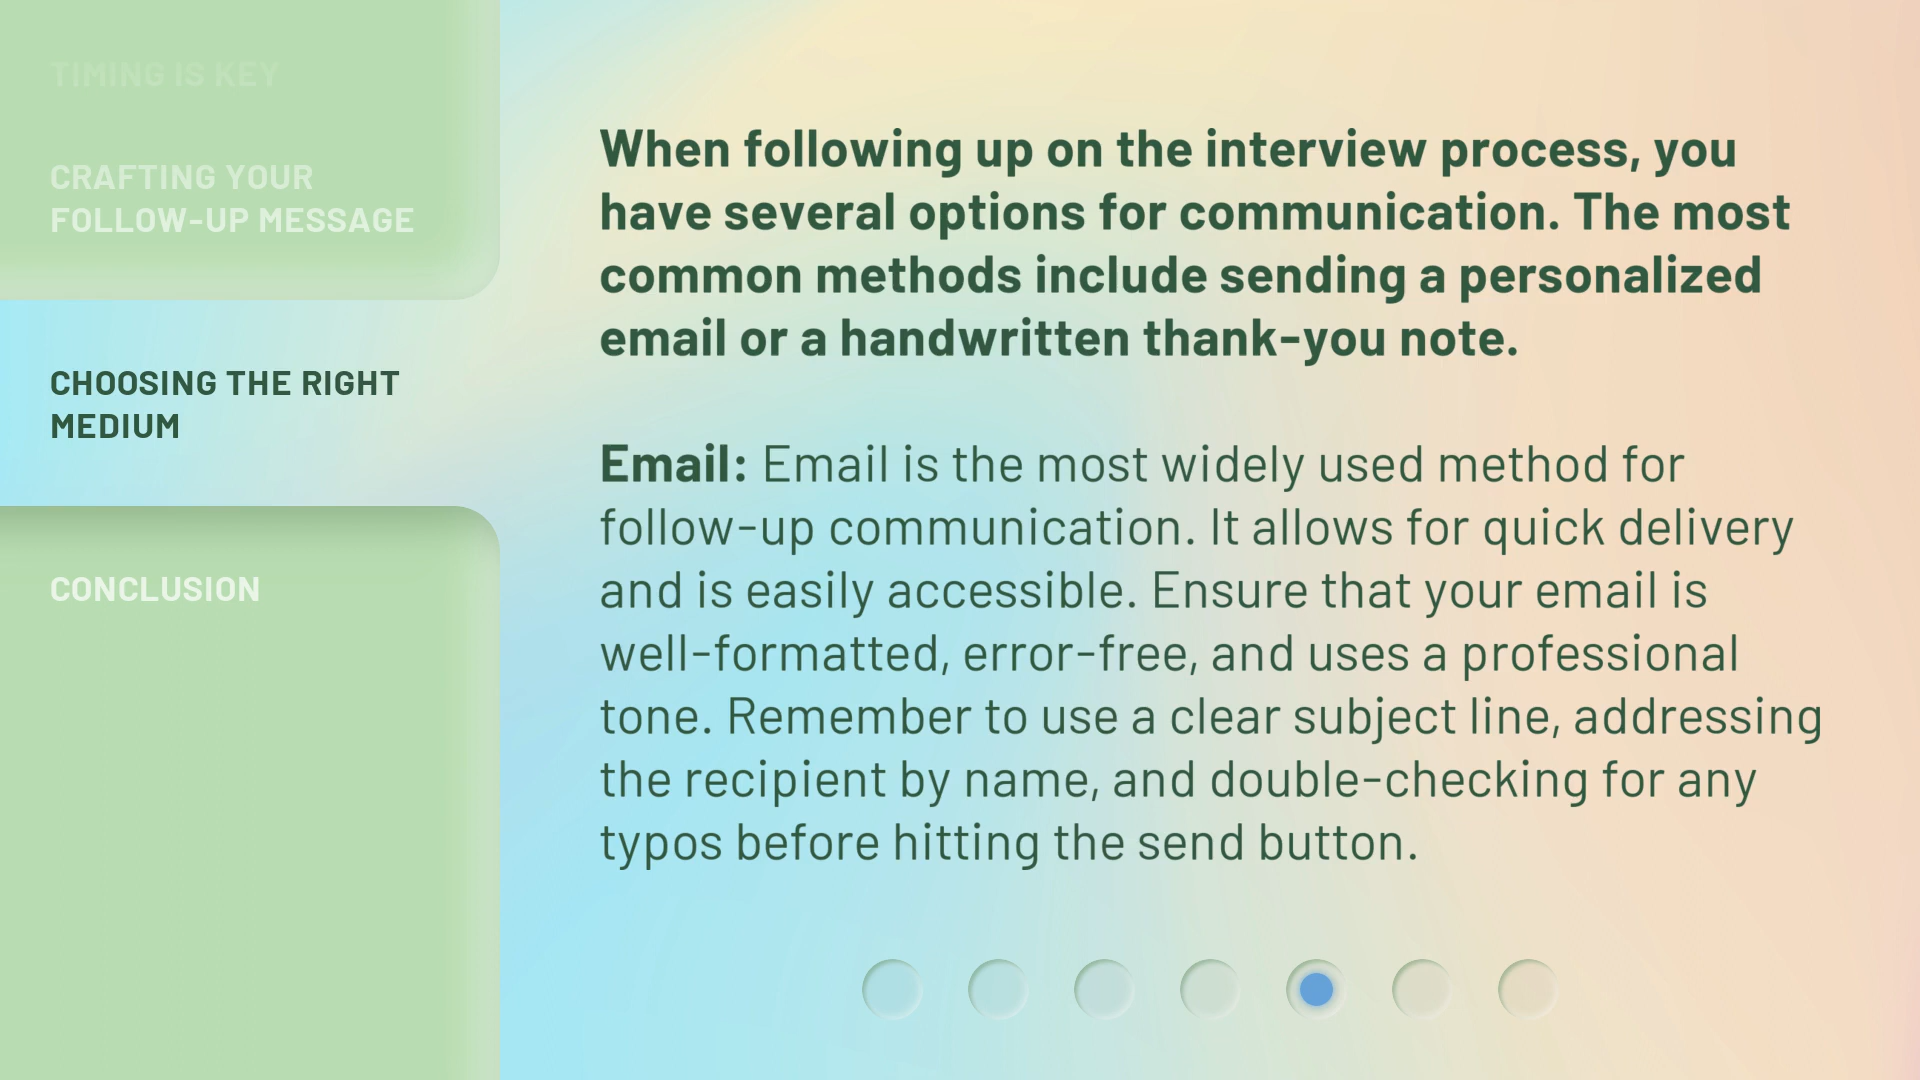 TIMING IS KEY
CRAFTING YOUR
FOLLOW-UP MESSAGE
CHOOSING THE RIGHT
MEDIUM
CONCLUSION
When following up on the interview process, you
have several options for communication. The most
common methods include sending a personalized
email or a handwritten thank-you note.
Email: Email is the most widely used method for
follow-up communication. It allows for quick delivery
and is easily accessible. Ensure that your email is
well-formatted, error-free, and uses a professional
tone. Remember to use a clear subject line, addressing
the recipient by name, and double-checking for any
typos before hitting the send button.